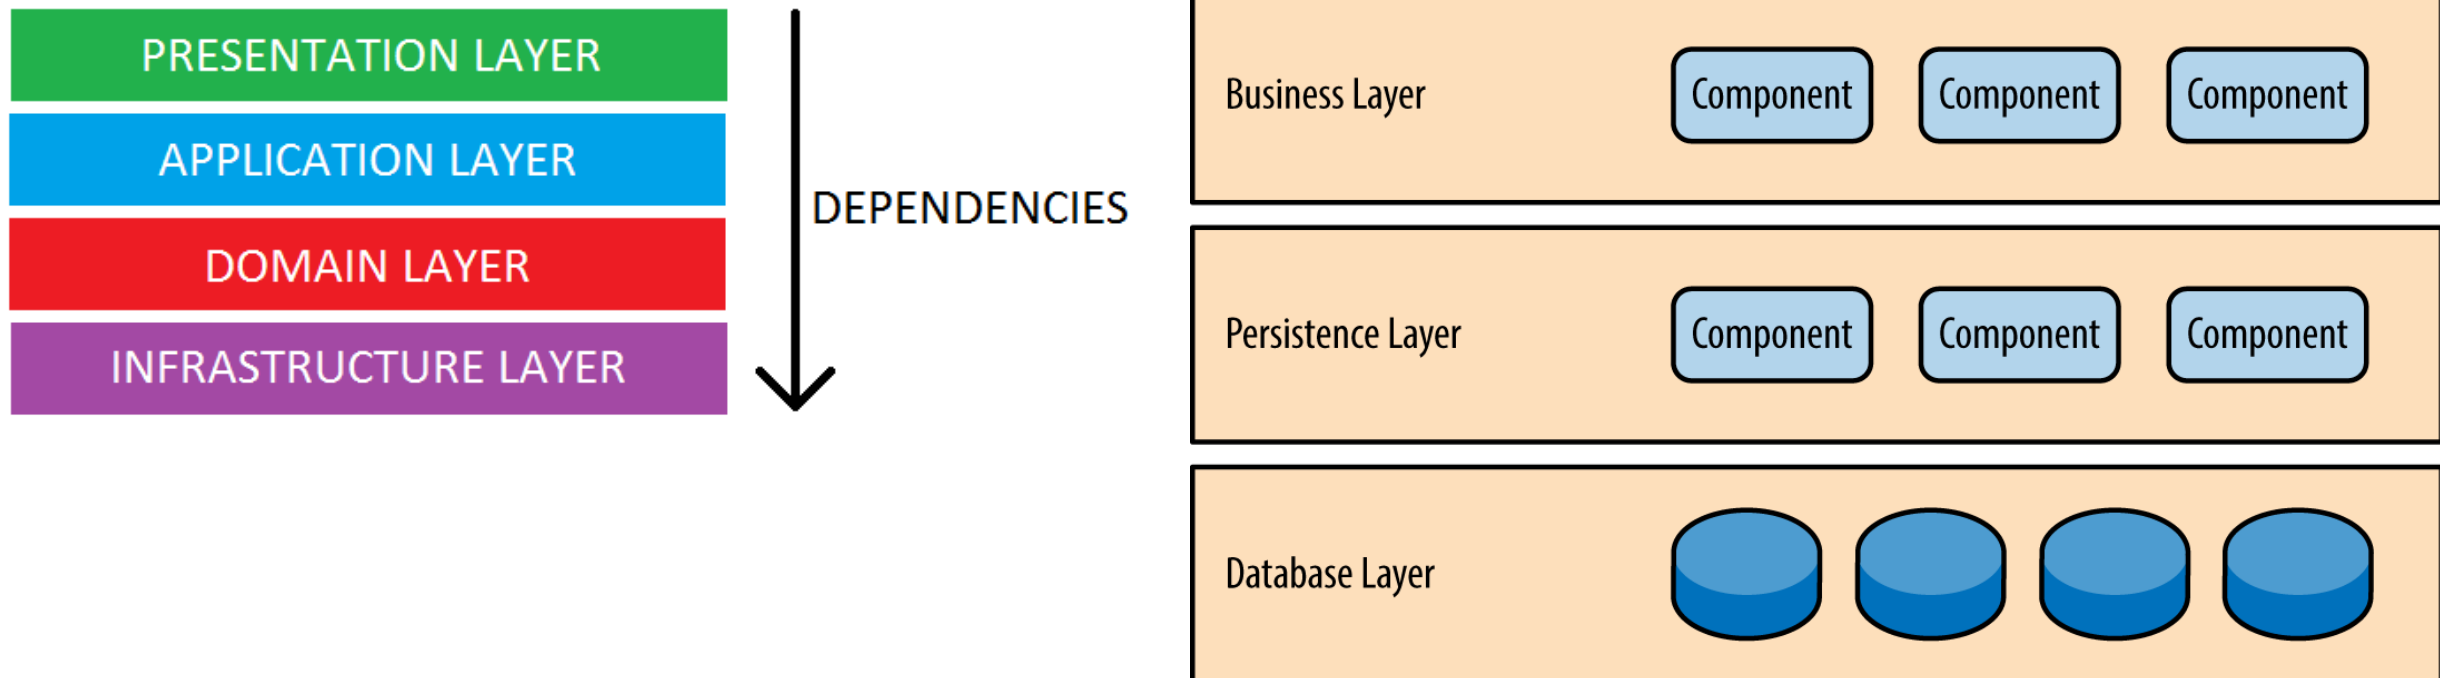 PRESENTATION LAYER
APPLICATION LAYER
DOMAIN LAYER
INFRASTRUCTURE LAYER
DEPENDENCIES
Business Layer
Component Component Component
Persistence Layer
Component Component Component
Database Layer